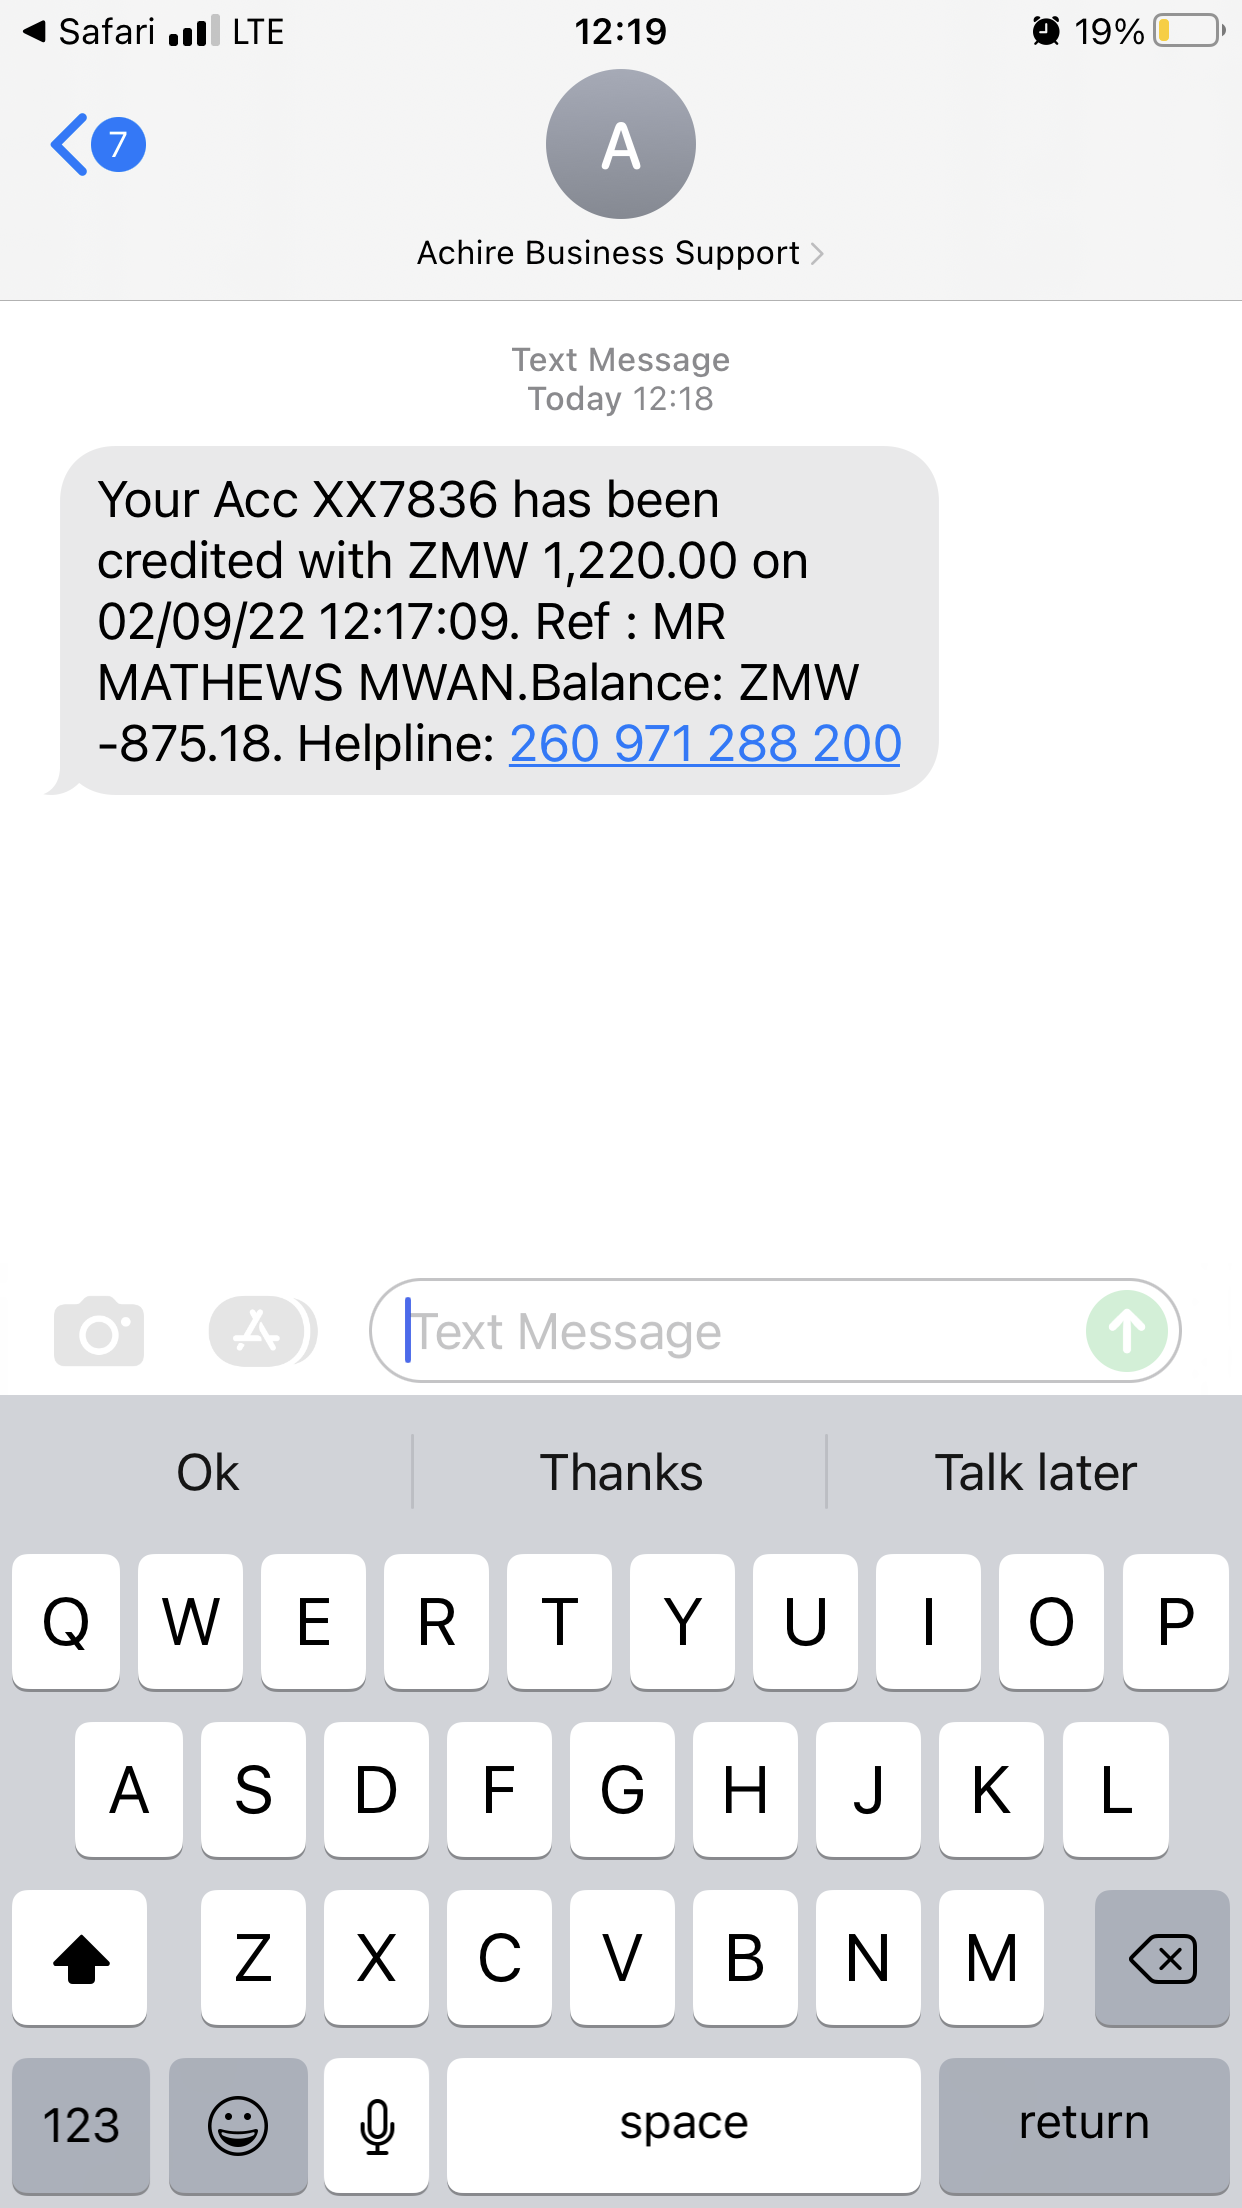 Safari LTE 12:19 19%
7
A
Achire Business Support
Text Message
Today 12:18
Your Acc XX7836 has been
credited with ZMW 1,220.00 on
02/09/22 12:17:09. Ref : MR
MATHEWS MWAN.Balance: ZMW
-875.18. Helpline: 260 971 288 200
Text Message
Ok Thanks Talk later
Q W E R T Y U I O P
A S D F G H J K L
Z X C V B N M
123 space return